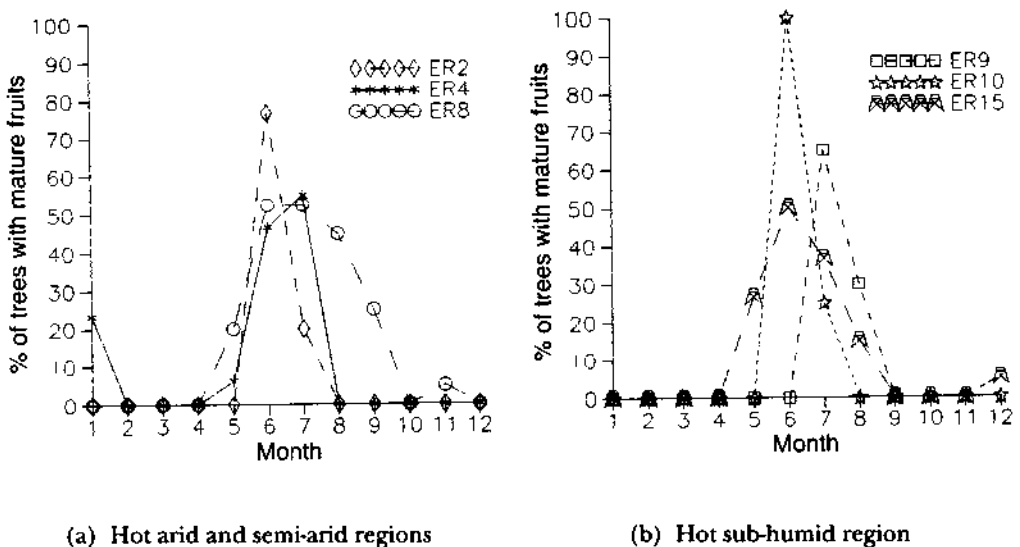 100
90
80
70
60
50
40
30
20
10
0
% of trees with mature fruits
ER2
ER4
ER8
1 2 3 4 5 6 7 8 9 10 11 12
Month
(a) Hot arid and semi-arid regions
100
90
80
70
60
50
40
30
20
10
0
% of trees with mature fruits
ER9
ER10
ER15
1 2 3 4 5 6 7 8 9 10 11 12
Month
(b) Hot sub-humid region